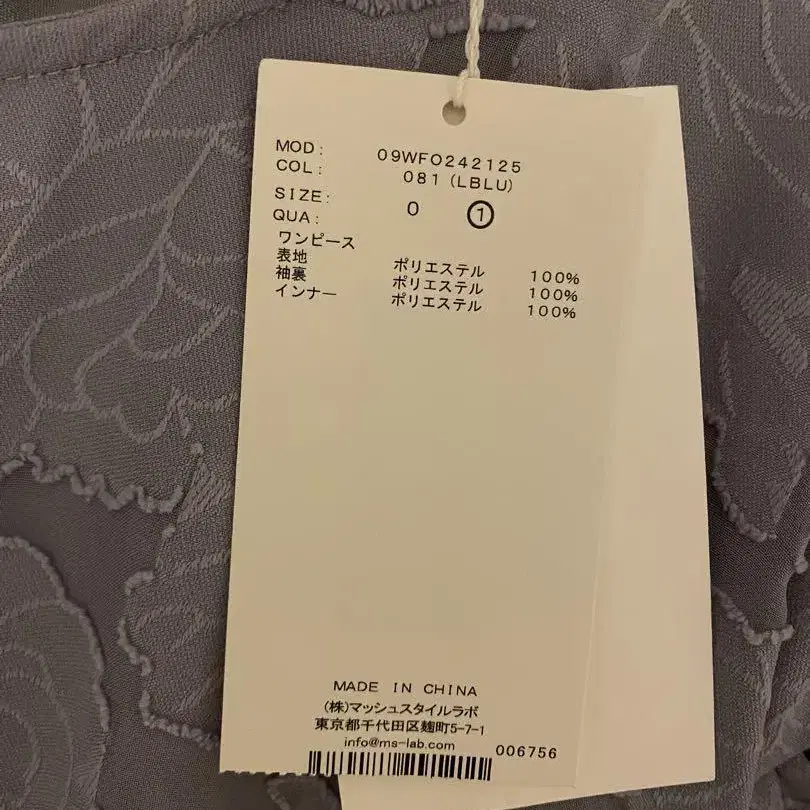 MOD: 09WFO242125
COL: 081 (LBLU)
SIZE: 0 1
QUA:
ワンピース
表地 ポリエステル 100%
袖裏 ポリエステル 100%
インナー ポリエステル 100%
MADE IN CHINA
(株)マッシュスタイルラボ
東京都千代田区麹町5-7-1
info@ms-lab.com
006756